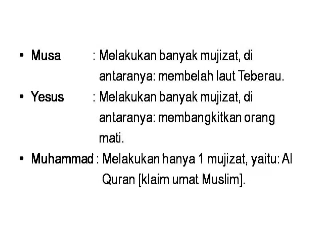 • Musa : Melakukan banyak mujizat, di
antaranya: membelah laut Teberau.
• Yesus : Melakukan banyak mujizat, di
antaranya: membangkitkan orang
mati.
• Muhammad : Melakukan hanya 1 mujizat, yaitu: Al
Quran [klaim umat Muslim].